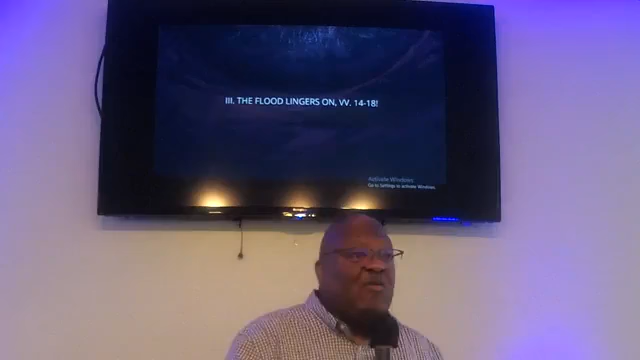 III. THE FLOOD LINGERS ON, VV. 14-18!
Activate Windows
Go to Settings to activate Windows.